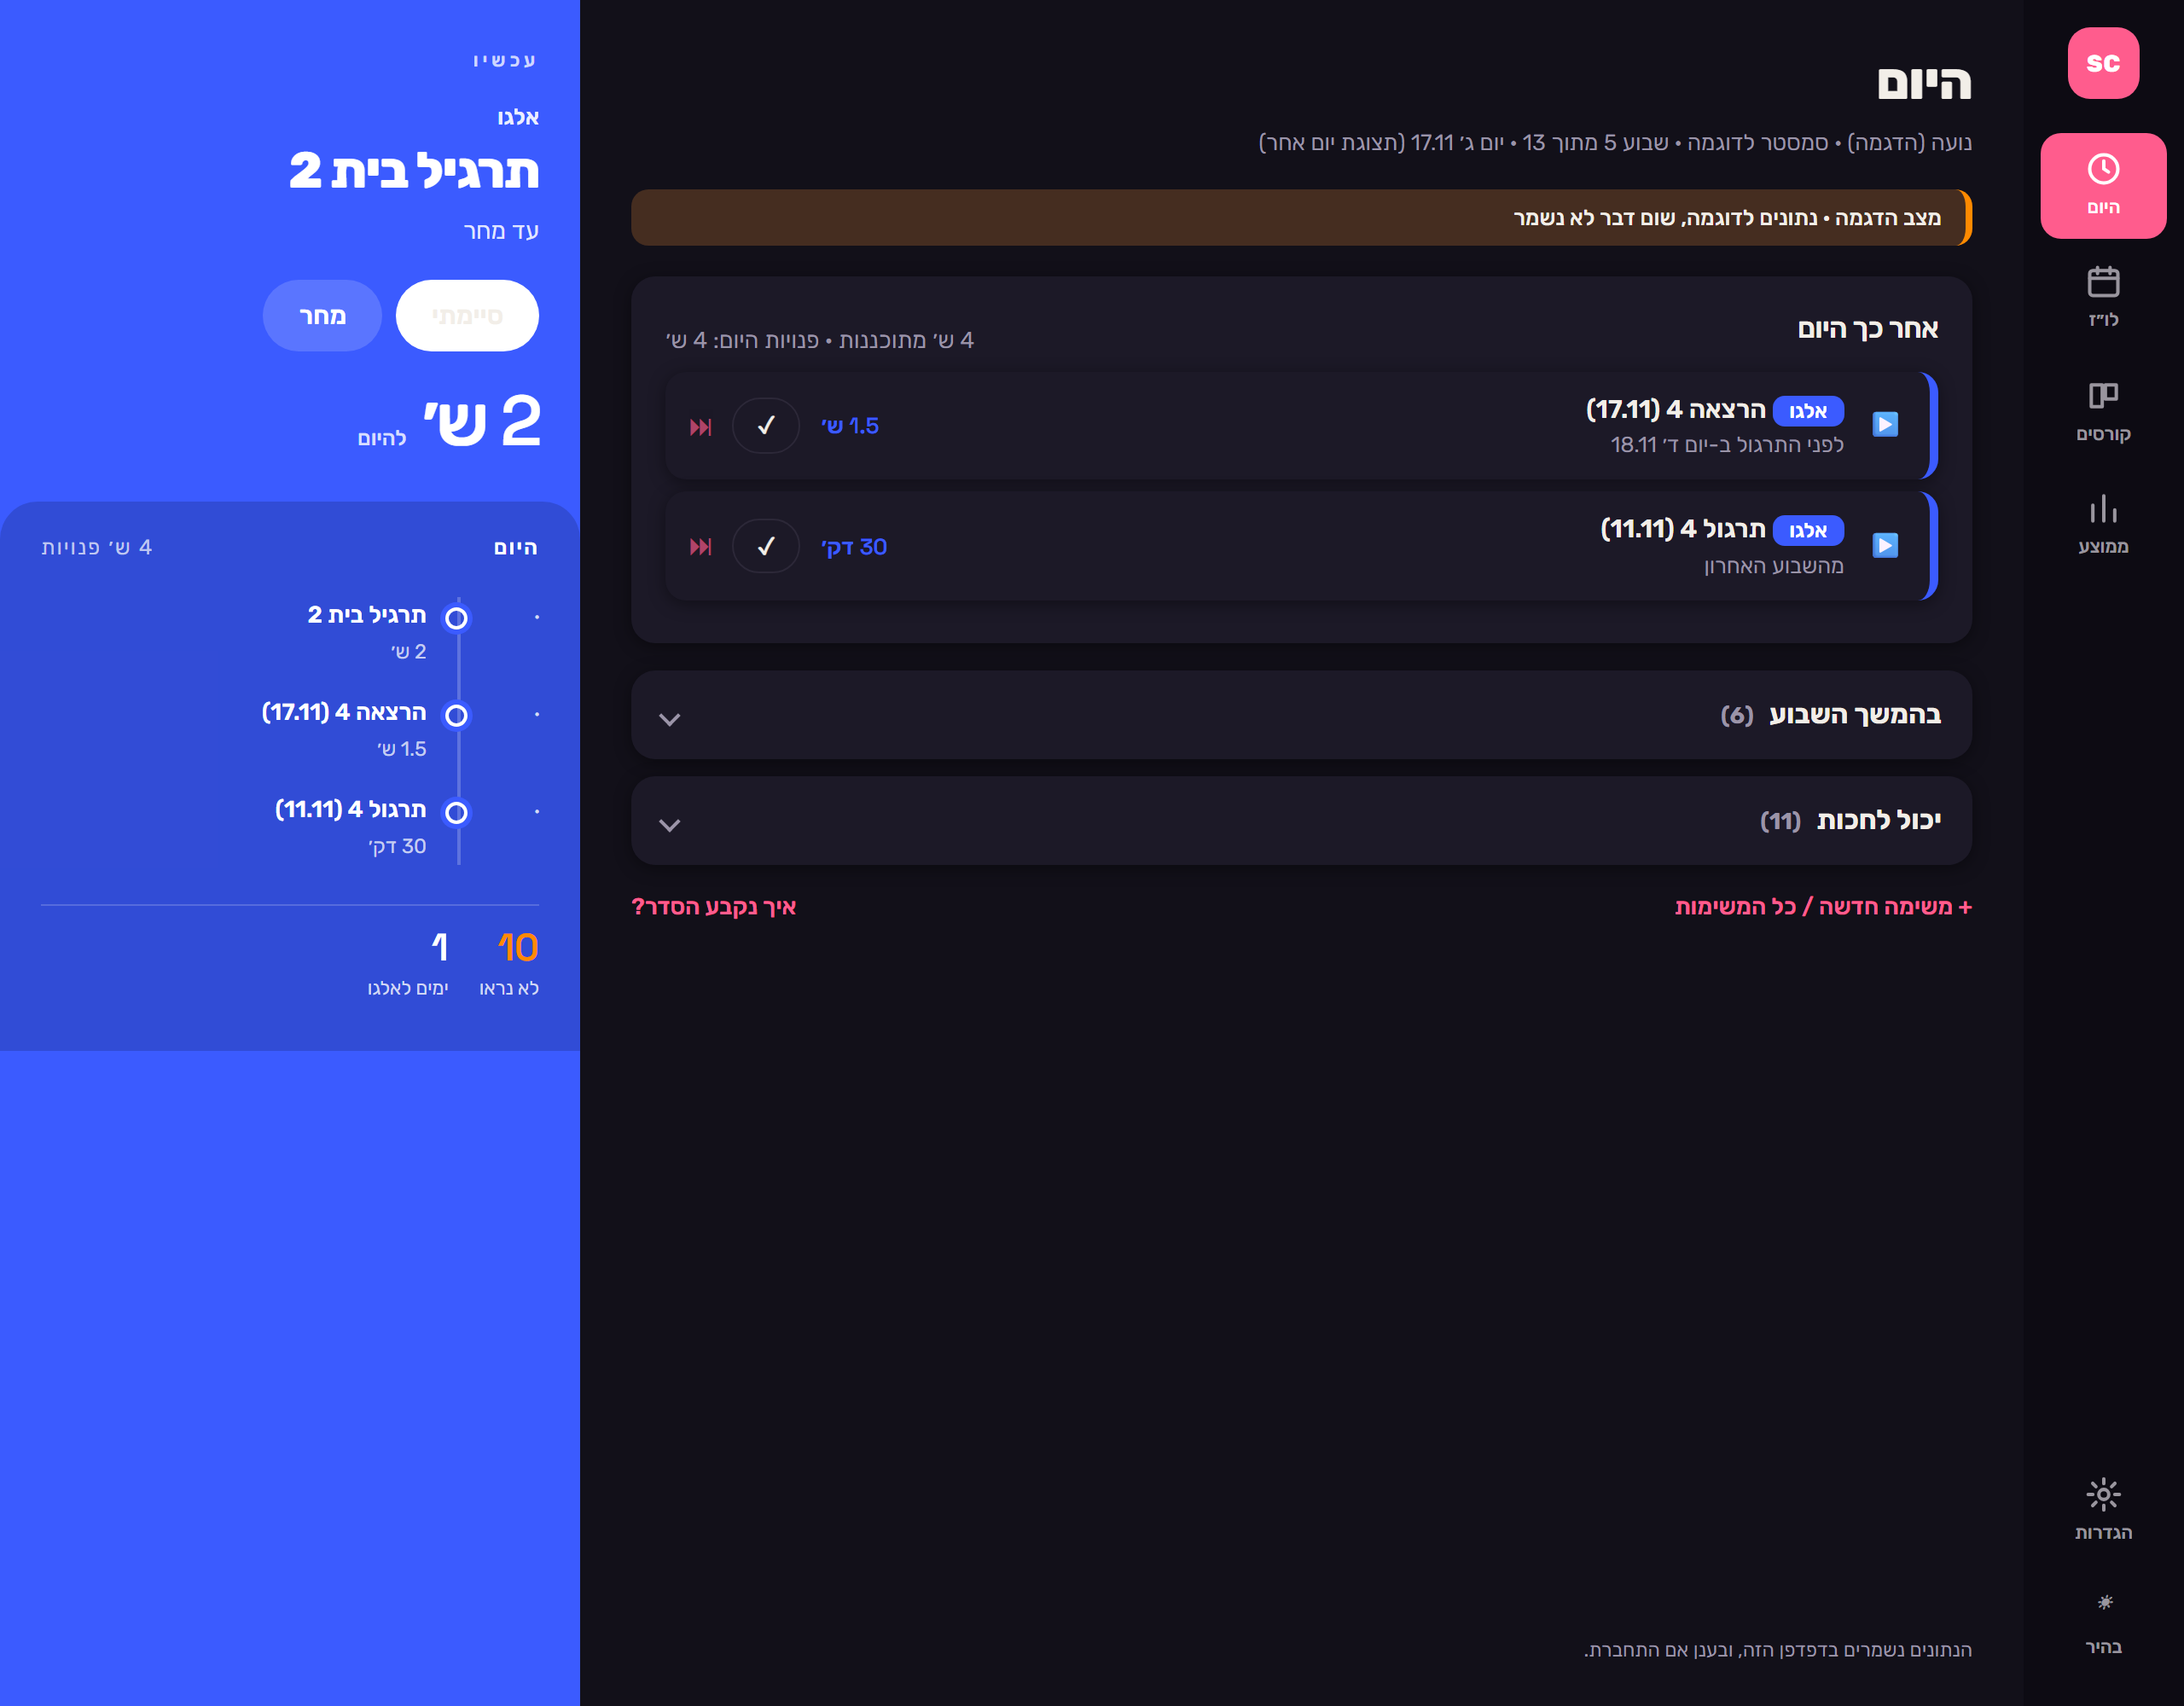 SC
היום
לו״ז
קורסים
ממוצע
הגדרות
בהיר
היום
נועה (הדגמה) • סמסטר לדוגמה • שבוע 5 מתוך 13 • יום ג׳ 17.11 (תצוגת יום אחר)
מצב הדגמה • נתונים לדוגמה, שום דבר לא נשמר
אחר כך היום
4 ש׳ מתוכננות • פנויות היום: 4 ש׳
אלגו הרצאה 4 (17.11)
לפני התרגול ב-יום ד׳ 18.11
1.5 ש׳
אלגו תרגול 4 (11.11)
מהשבוע האחרון
30 דק׳
בהמשך השבוע (6)
יכול לחכות (11)
+ משימה חדשה / כל המשימות
איך נקבע הסדר?
הנתונים נשמרים בדפדפן הזה, ובענן אם התחברת.
עכשיו
אלגו
תרגיל בית 2
עד מחר
סיימתי
מחר
2 ש׳ להיום
היום
4 ש׳ פנויות
תרגיל בית 2
2 ש׳
הרצאה 4 (17.11)
1.5 ש׳
תרגול 4 (11.11)
30 דק׳
10
לא נראו
1
ימים לאלגו